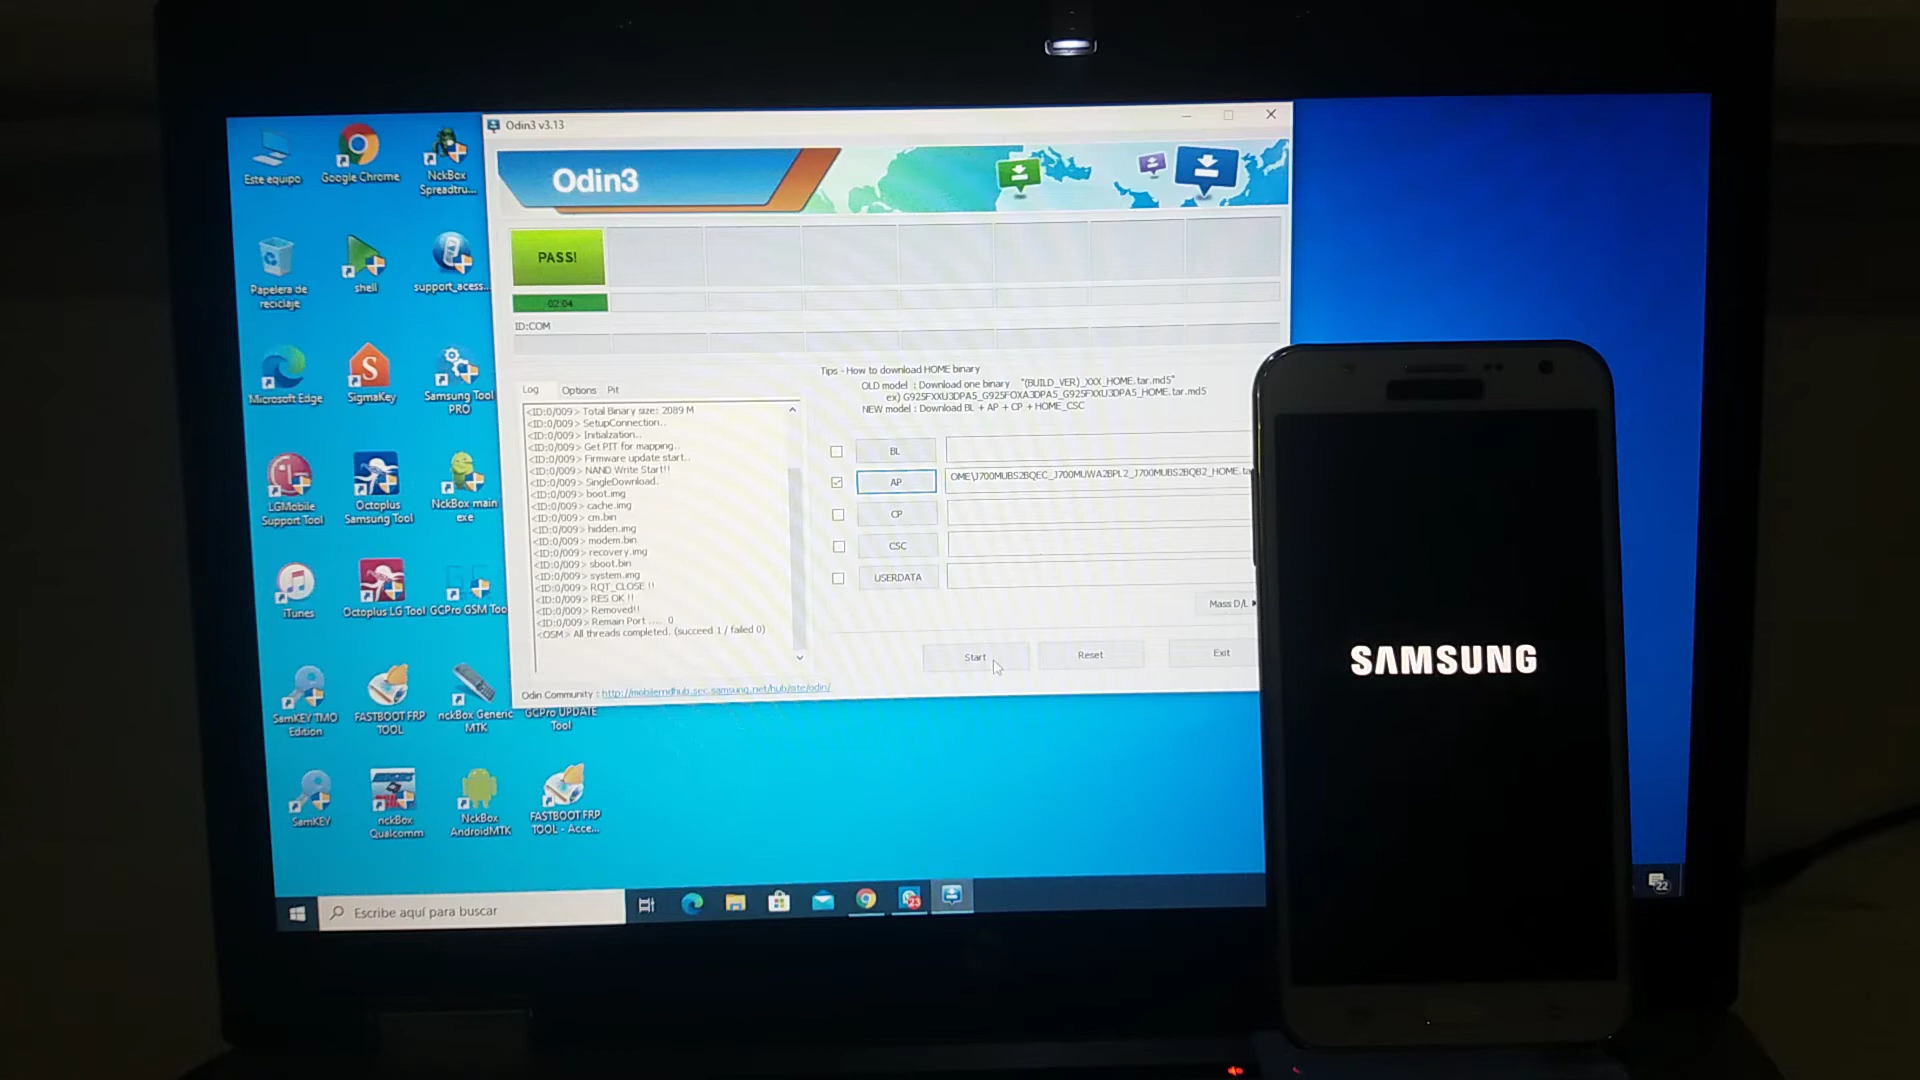 Odin3 v3.13
Odin3
PASS!
02:04
ID:COM
Log
Options
Pit
<ID:0/009> Total Binary size: 2089 M
<ID:0/009> SetupConnection..
<ID:0/009> Initialzation..
<ID:0/009> Get PIT for mapping..
<ID:0/009> Firmware update start..
<ID:0/009> NAND Write Start!!
<ID:0/009> SingleDownload.
<ID:0/009> boot.img
<ID:0/009> cache.img
<ID:0/009> cm.bin
<ID:0/009> hidden.img
<ID:0/009> modem.bin
<ID:0/009> recovery.img
<ID:0/009> sboot.bin
<ID:0/009> system.img
<ID:0/009> RQT_CLOSE !!
<ID:0/009> RES OK !!
<ID:0/009> Removed!!
<ID:0/009> Remain Port .... 0
<OSM> All threads completed. (succeed 1 / failed 0)
Tips - How to download HOME binary
OLD model : Download one binary "(BUILD_VER)_XXX_HOME.tar.md5"
ex) G925FXXU3DPA5_G925FOXA3DPA5_G925FXXU3DPA5_HOME.tar.md5
NEW model : Download BL + AP + CP + HOME_CSC
BL
AP
OME\J700MUBS2BQEC_J700MUWA2BPL2_J700MUBS2BQB2_HOME.ta
CP
CSC
USERDATA
Mass D/L
Start
Reset
Exit
Odin Community : http://mobilerndhub.sec.samsung.net/hub/site/odin/
Este equipo
Google Chrome
NckBox
Spreadtru...
Papelera de
reciclaje
shell
support_acess...
Microsoft Edge
SigmaKey
Samsung Tool
PRO
LGMobile
Support Tool
Octoplus
Samsung Tool
NckBox main
exe
iTunes
Octoplus LG Tool
GCPro GSM Too
SamKEY TMO
Edition
FASTBOOT FRP
TOOL
nckBox Generic
MTK
GCPro UPDATE
Tool
SamKEY
nckBox
Qualcomm
NckBox
AndroidMTK
FASTBOOT FRP
TOOL - Acce...
Escribe aquí para buscar
23
22
SAMSUNG